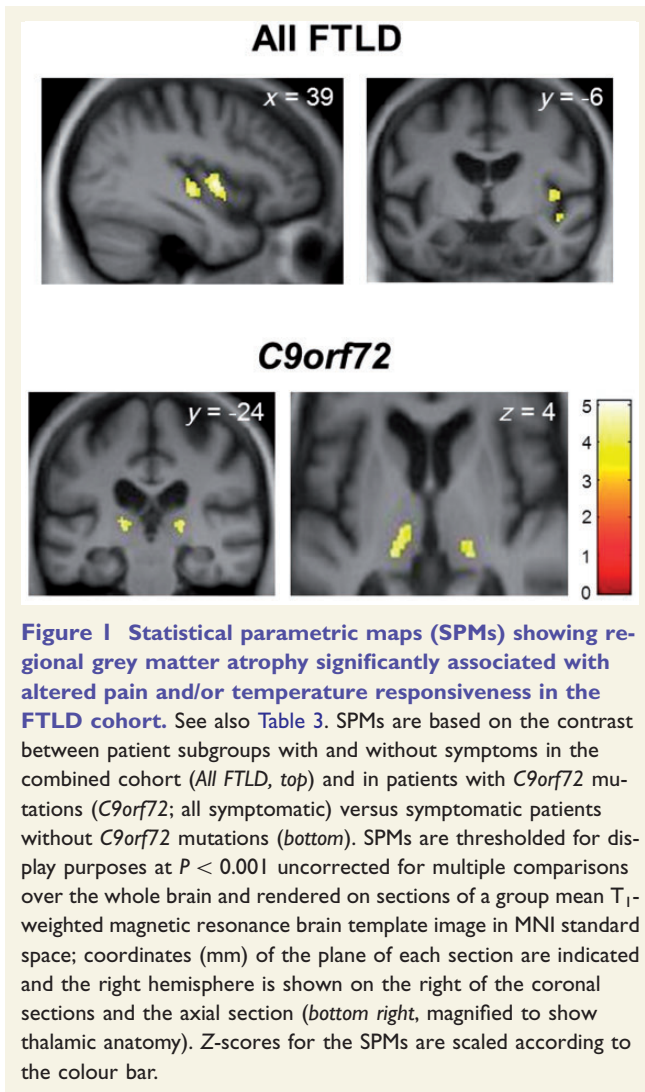 All FTLD
x = 39
y = -6
C9orf72
y = -24
z = 4
5
4
3
2
1
0
Figure 1 Statistical parametric maps (SPMs) showing re-
gional grey matter atrophy significantly associated with
altered pain and/or temperature responsiveness in the
FTLD cohort. See also Table 3. SPMs are based on the contrast
between patient subgroups with and without symptoms in the
combined cohort (All FTLD, top) and in patients with C9orf72 mu-
tations (C9orf72; all symptomatic) versus symptomatic patients
without C9orf72 mutations (bottom). SPMs are thresholded for dis-
play purposes at P < 0.001 uncorrected for multiple comparisons
over the whole brain and rendered on sections of a group mean T1-
weighted magnetic resonance brain template image in MNI standard
space; coordinates (mm) of the plane of each section are indicated
and the right hemisphere is shown on the right of the coronal
sections and the axial section (bottom right, magnified to show
thalamic anatomy). Z-scores for the SPMs are scaled according to
the colour bar.